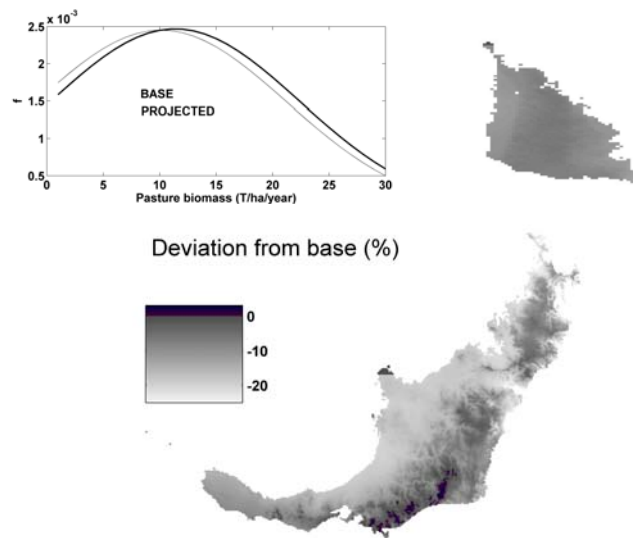 x 10-3
2.5
2
1.5
1
0.5
f
BASE
PROJECTED
0 5 10 15 20 25 30
Pasture biomass (T/ha/year)
Deviation from base (%)
0
-10
-20